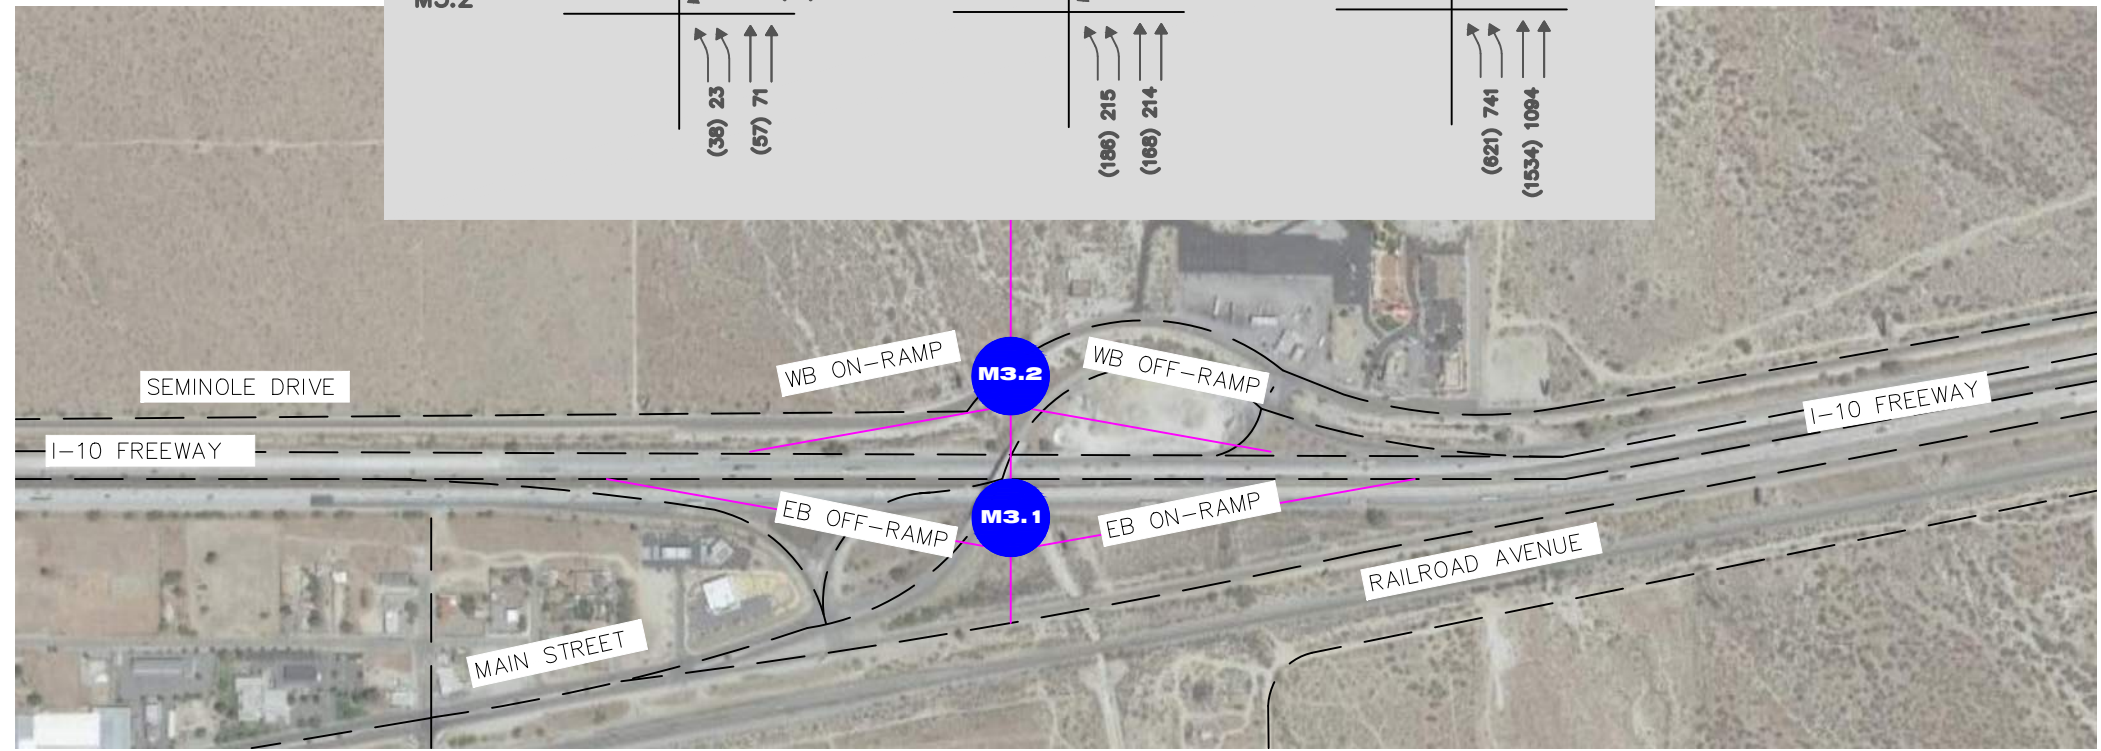 M3.2
(38) 23
(57) 71
(186) 215
(168) 214
(621) 741
(1534) 1094
WB ON-RAMP
M3.2
WB OFF-RAMP
SEMINOLE DRIVE
I-10 FREEWAY
I-10 FREEWAY
EB OFF-RAMP
M3.1
EB ON-RAMP
RAILROAD AVENUE
MAIN STREET